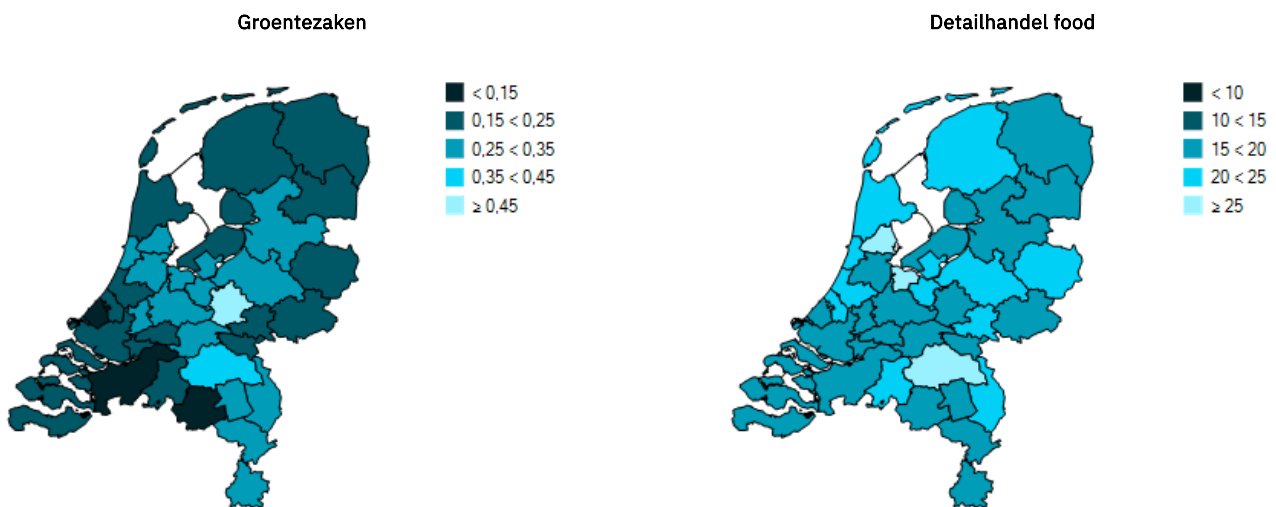 Groentezaken
< 0,15
0,15 < 0,25
0,25 < 0,35
0,35 < 0,45
≥ 0,45
Detailhandel food
< 10
10 < 15
15 < 20
20 < 25
≥ 25